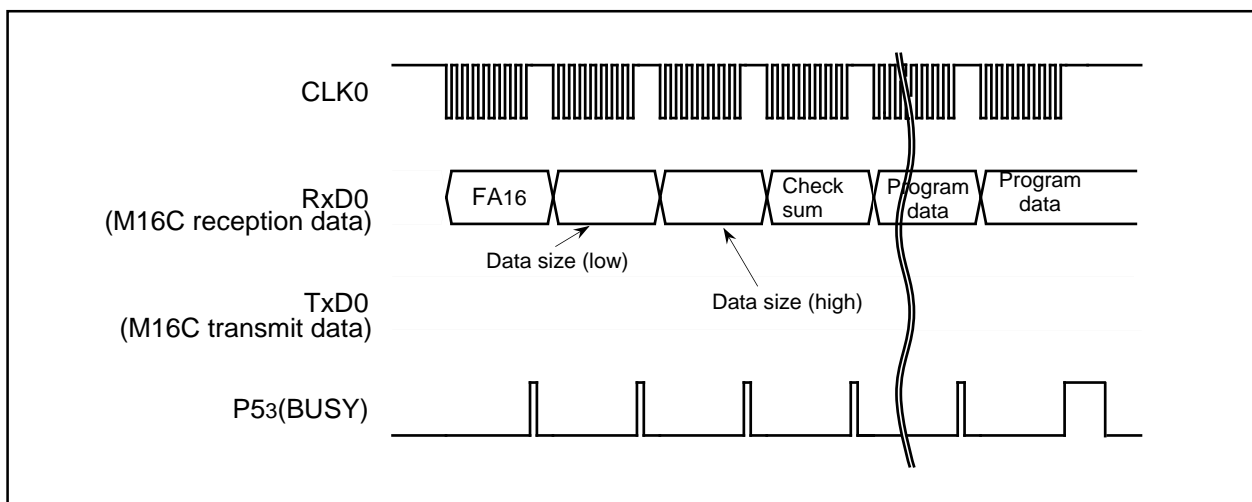 CLK0
RxD0
(M16C reception data)
FA16
Check
sum
Program
data
Program
data
Data size (low)
Data size (high)
TxD0
(M16C transmit data)
P53(BUSY)